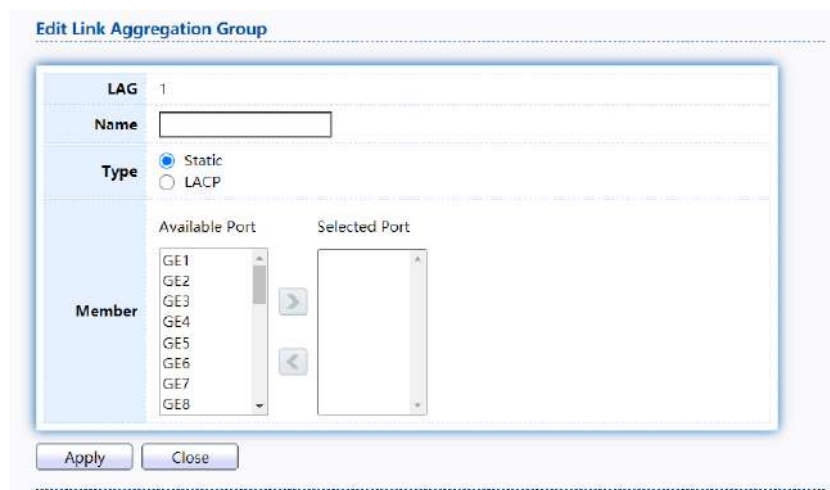 Edit Link Aggregation Group
LAG 1
Name
Type Static
LACP
Available Port Selected Port
Member
GE1
GE2
GE3
GE4
GE5
GE6
GE7
GE8
Apply Close